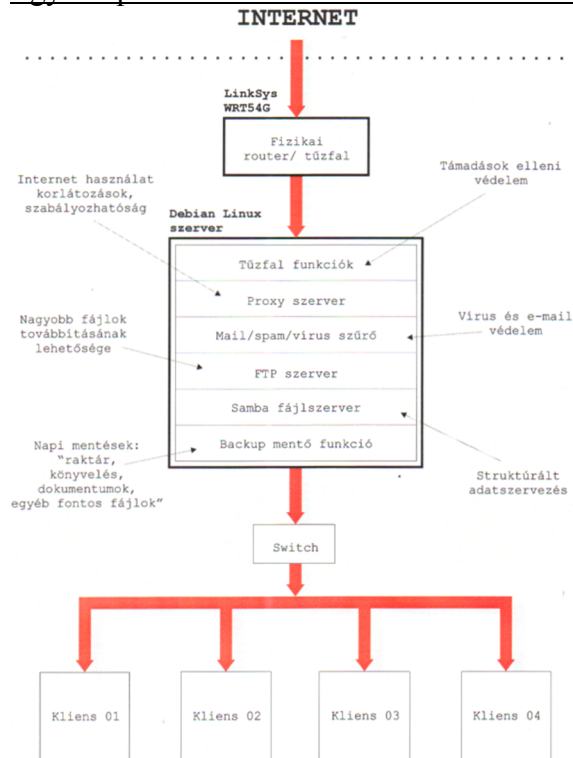 INTERNET
LinkSys
WRT54G
Fizikai
router/ tűzfal
Támadások elleni
védelem
Internet használat
korlátozások,
szabályozhatóság
Debian Linux
szerver
Tűzfal funkciók
Proxy szerver
Nagyobb fájlok
továbbításának
lehetősége
Mail/spam/vírus szűrő
Vírus és e-mail
védelem
FTP szerver
Samba fájlszerver
Napi mentések:
"raktár,
könyvelés,
dokumentumok,
egyéb fontos fájlok"
Backup mentő funkció
Struktúrált
adatszervezés
Switch
Kliens 01
Kliens 02
Kliens 03
Kliens 04